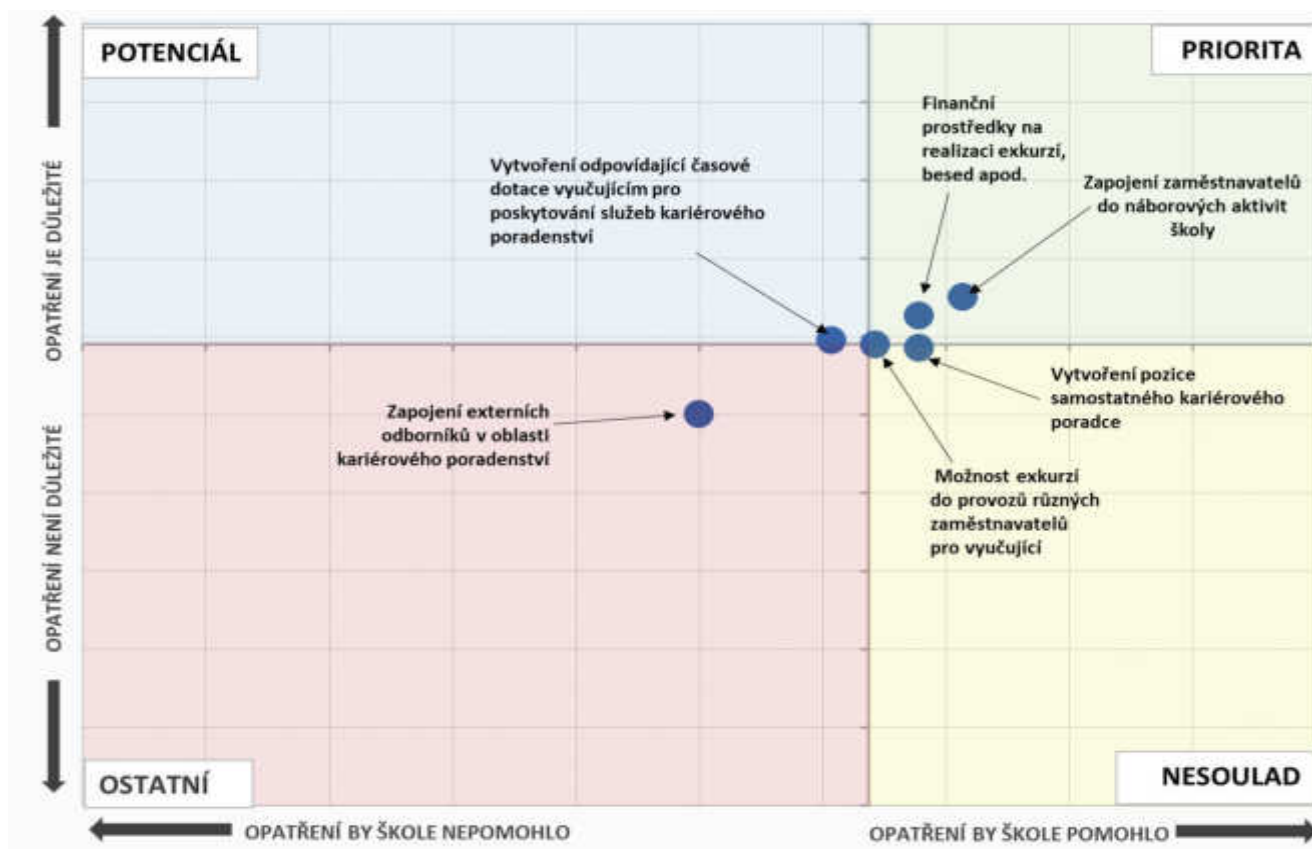 POTENCIÁL
PRIORITA
Finanční
prostředky na
realizaci exkurzí,
besed apod.
Vytvoření odpovídající časové
dotace vyučujícím pro
poskytování služeb kariérového
poradenství
Zapojení zaměstnavatelů
do náborových aktivit
školy
OPATŘENÍ JE DŮLEŽITÉ
OPATŘENÍ NENÍ DŮLEŽITÉ
Zapojení externích
odborníků v oblasti
kariérového poradenství
Vytvoření pozice
samostatného kariérového
poradce
Možnost exkurzí
do provozů různých
zaměstnavatelů
pro vyučující
OSTATNÍ
NESOULAD
OPATŘENÍ BY ŠKOLE NEPOMOHLO
OPATŘENÍ BY ŠKOLE POMOHLO